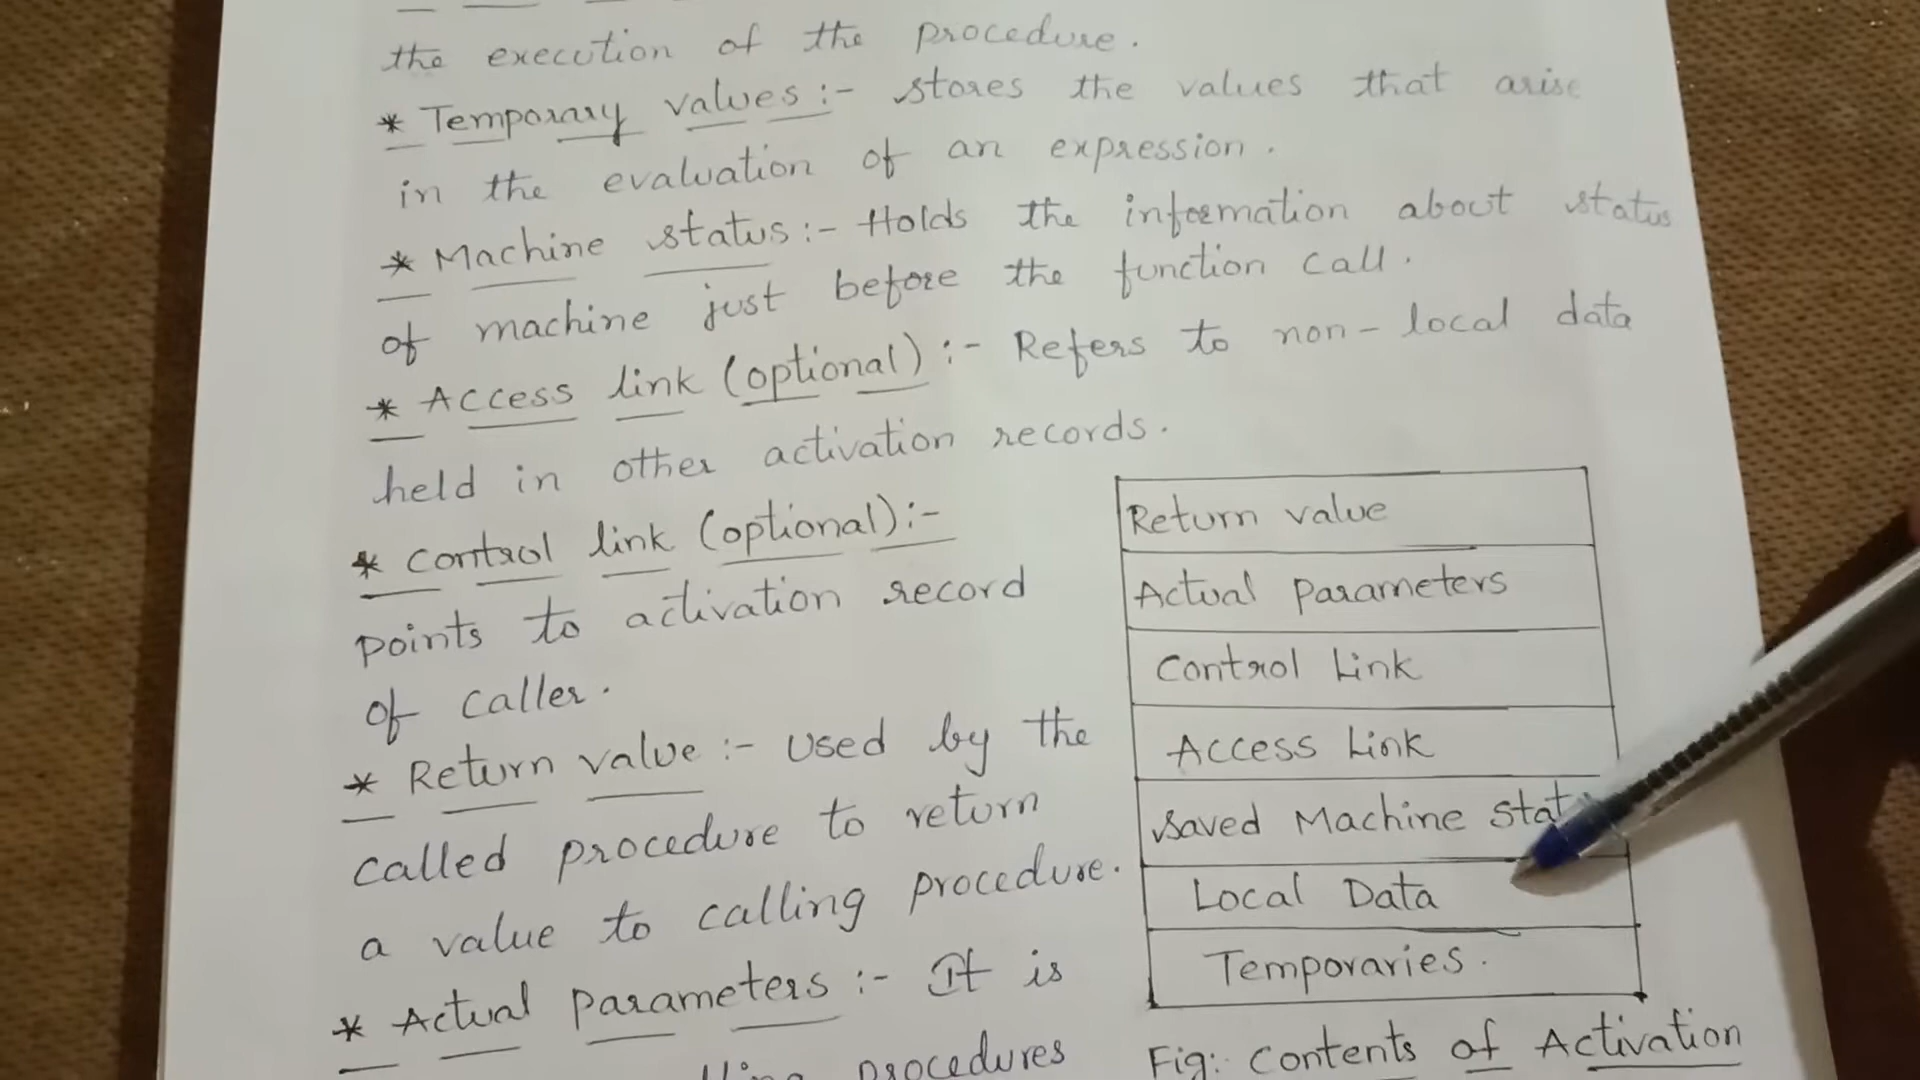 the execution of the procedure.
* Temporary values :- stores the values that arise
in the evaluation of an expression.
* Machine status :- Holds the information about status
of machine just before the function call.
* Access link (optional) :- Refers to non-local data
held in other activation records.
* control link (optional) :-
points to activation record
of caller.
* Return value :- Used by the
called procedure to return
a value to calling procedure.
* Actual parameters :- It is
procedures
Return value
Actual Parameters
Control Link
Access Link
Saved Machine
Local Data
Temporaries.
Fig: Contents of Activation